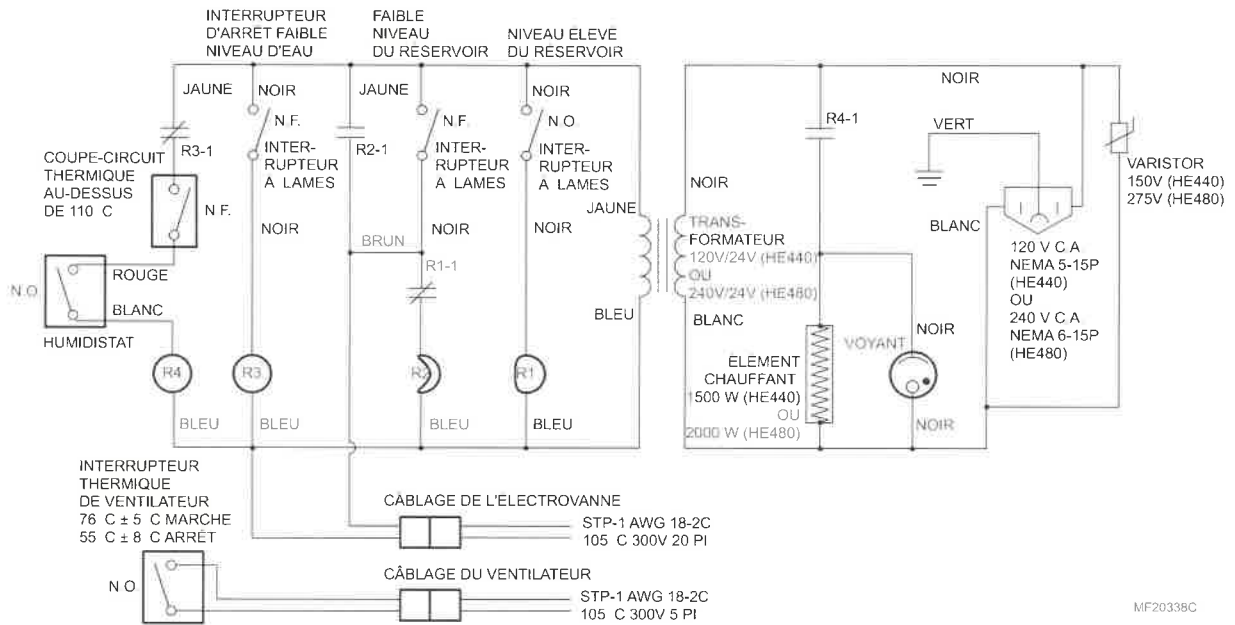 INTERRUPTEUR
D'ARRÊT FAIBLE
NIVEAU D'EAU
FAIBLE
NIVEAU
DU RÉSERVOIR
NIVEAU ÉLEVÉ
DU RÉSERVOIR
JAUNE
NOIR
JAUNE
NOIR
NOIR
NOIR
N.F.
N.F.
N.O.
R3-1
R2-1
R4-1
INTER-
RUPTEUR
À LAMES
INTER-
RUPTEUR
À LAMES
INTER-
RUPTEUR
À LAMES
VERT
VARISTOR
150V (HE440)
275V (HE480)
COUPE-CIRCUIT
THERMIQUE
AU-DESSUS
DE 110 C
N.F.
NOIR
NOIR
NOIR
NOIR
JAUNE
BLANC
BRUN
R1-1
TRANS-
FORMATEUR
120V/24V (HE440)
OU
240V/24V (HE480)
120 V C A
NEMA 5-15P
(HE440)
OU
240 V C A
NEMA 6-15P
(HE480)
ROUGE
N.O.
BLANC
HUMIDISTAT
BLEU
BLANC
NOIR
VOYANT
ÉLÉMENT
CHAUFFANT
1500 W (HE440)
OU
2000 W (HE480)
R4
R3
R2
R1
BLEU
BLEU
BLEU
BLEU
NOIR
INTERRUPTEUR
THERMIQUE
DE VENTILATEUR
76 C ± 5 C MARCHE
55 C ± 8 C ARRÊT
N O
CÂBLAGE DE L'ÉLECTROVANNE
STP-1 AWG 18-2C
105 C 300V 20 PI
CÂBLAGE DU VENTILATEUR
STP-1 AWG 18-2C
105 C 300V 5 PI
MF20338C